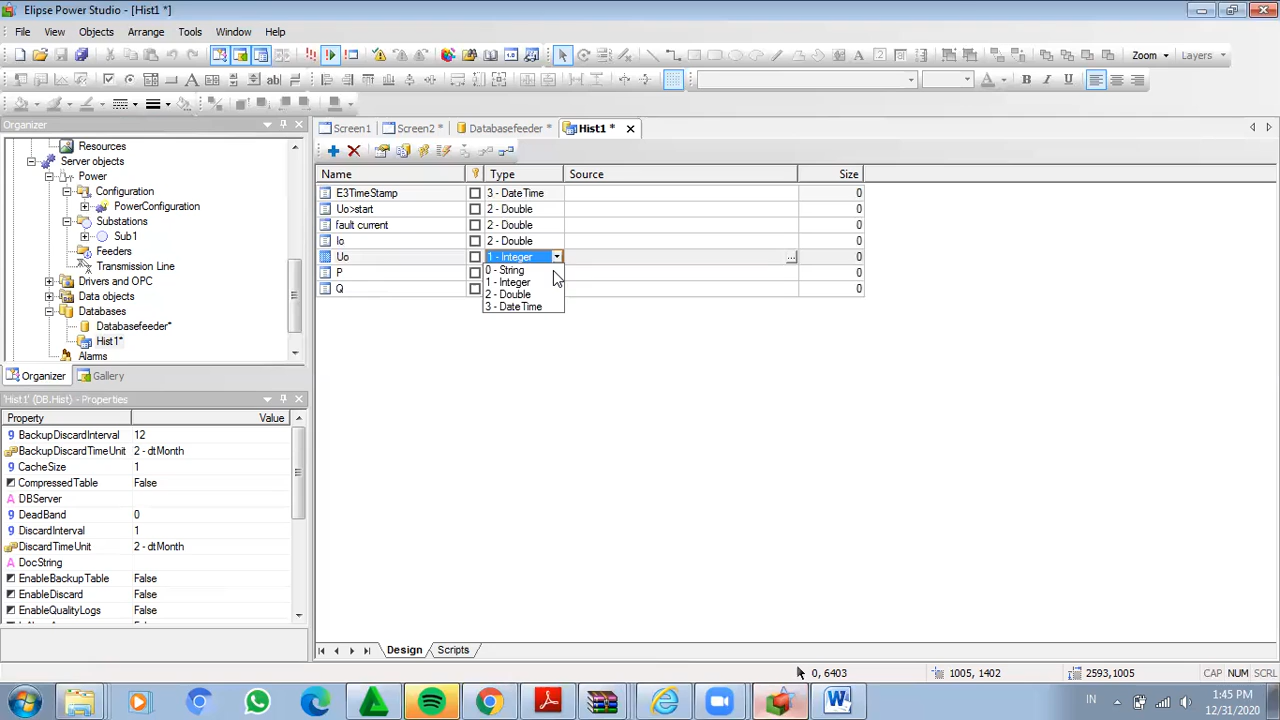 Elipse Power Studio - [Hist1 *]
File View Objects Arrange Tools Window Help
Zoom Layers
Organizer
Resources
Server objects
Power
Configuration
PowerConfiguration
Substations
Sub1
Feeders
Transmission Line
Drivers and OPC
Data objects
Databases
Databasefeeder*
Hist1*
Alarms
Organizer Gallery
'Hist1' (DB.Hist) - Properties
Property Value
BackupDiscardInterval 12
BackupDiscardTimeUnit 2 - dtMonth
CacheSize 1
CompressedTable False
DBServer
DeadBand 0
DiscardInterval 1
DiscardTimeUnit 2 - dtMonth
DocString
EnableBackupTable False
EnableDiscard False
EnableQualityLogs False
Screen1 Screen2 * Databasefeeder * Hist1 *
Name Type Source Size
E3TimeStamp 3 - DateTime 0
Uo>start 2 - Double 0
fault current 2 - Double 0
Io 2 - Double 0
Uo 1 - Integer ... 0
P 0
Q 0
0 - String
1 - Integer
2 - Double
3 - DateTime
Design Scripts
0, 6403 1005, 1402 2593,1005 CAP NUM SCRL
IN 1:45 PM
12/31/2020